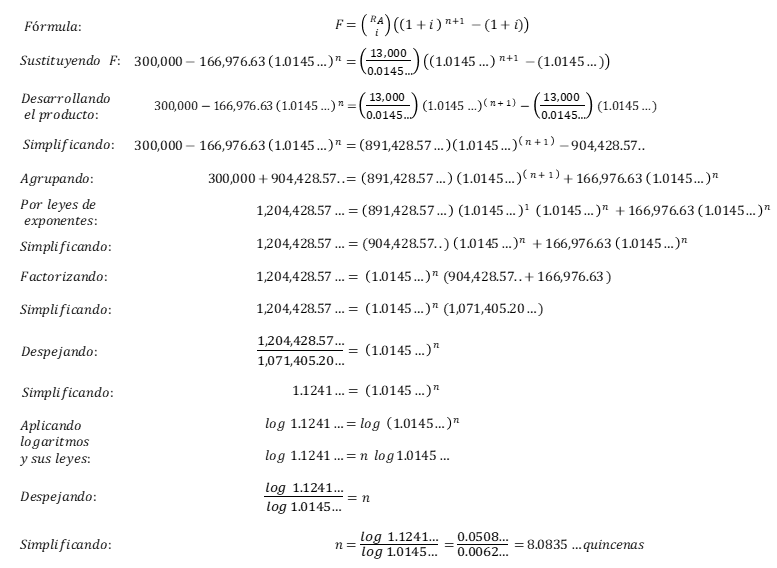 Fórmula: F = (R_A / i) ((1 + i)^{n+1} − (1 + i))
Sustituyendo F: 300,000 − 166,976.63 (1.0145 ...)^n = (13,000 / 0.0145...) ((1.0145 ...)^{n+1} − (1.0145 ...))
Desarrollando
el producto: 300,000 − 166,976.63 (1.0145 ...)^n = (13,000 / 0.0145...) (1.0145 ...)^{(n+1)} − (13,000 / 0.0145...) (1.0145 ...)
Simplificando: 300,000 − 166,976.63 (1.0145 ...)^n = (891,428.57 ...)(1.0145...)^{(n+1)} − 904,428.57..
Agrupando: 300,000 + 904,428.57.. = (891,428.57 ...) (1.0145...)^{(n+1)} + 166,976.63 (1.0145 ...)^n
Por leyes de
exponentes: 1,204,428.57 ... = (891,428.57 ...) (1.0145...)^1 (1.0145...)^n + 166,976.63 (1.0145 ...)^n
Simplificando: 1,204,428.57 ... = (904,428.57..) (1.0145 ...)^n + 166,976.63 (1.0145 ...)^n
Factorizando: 1,204,428.57 ... = (1.0145 ...)^n (904,428.57.. + 166,976.63)
Simplificando: 1,204,428.57 ... = (1.0145 ...)^n (1,071,405.20 ...)
Despejando: 1,204,428.57... / 1,071,405.20... = (1.0145 ...)^n
Simplificando: 1.1241 ... = (1.0145 ...)^n
Aplicando
logaritmos
y sus leyes:
log 1.1241 ... = log (1.0145...)^n
log 1.1241 ... = n log 1.0145 ...
Despejando: log 1.1241... / log 1.0145... = n
Simplificando: n = log 1.1241... / log 1.0145... = 0.0508... / 0.0062... = 8.0835 ... quincenas